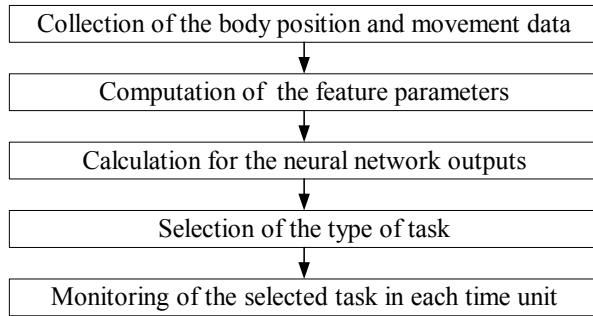 Collection of the body position and movement data
Computation of the feature parameters
Calculation for the neural network outputs
Selection of the type of task
Monitoring of the selected task in each time unit